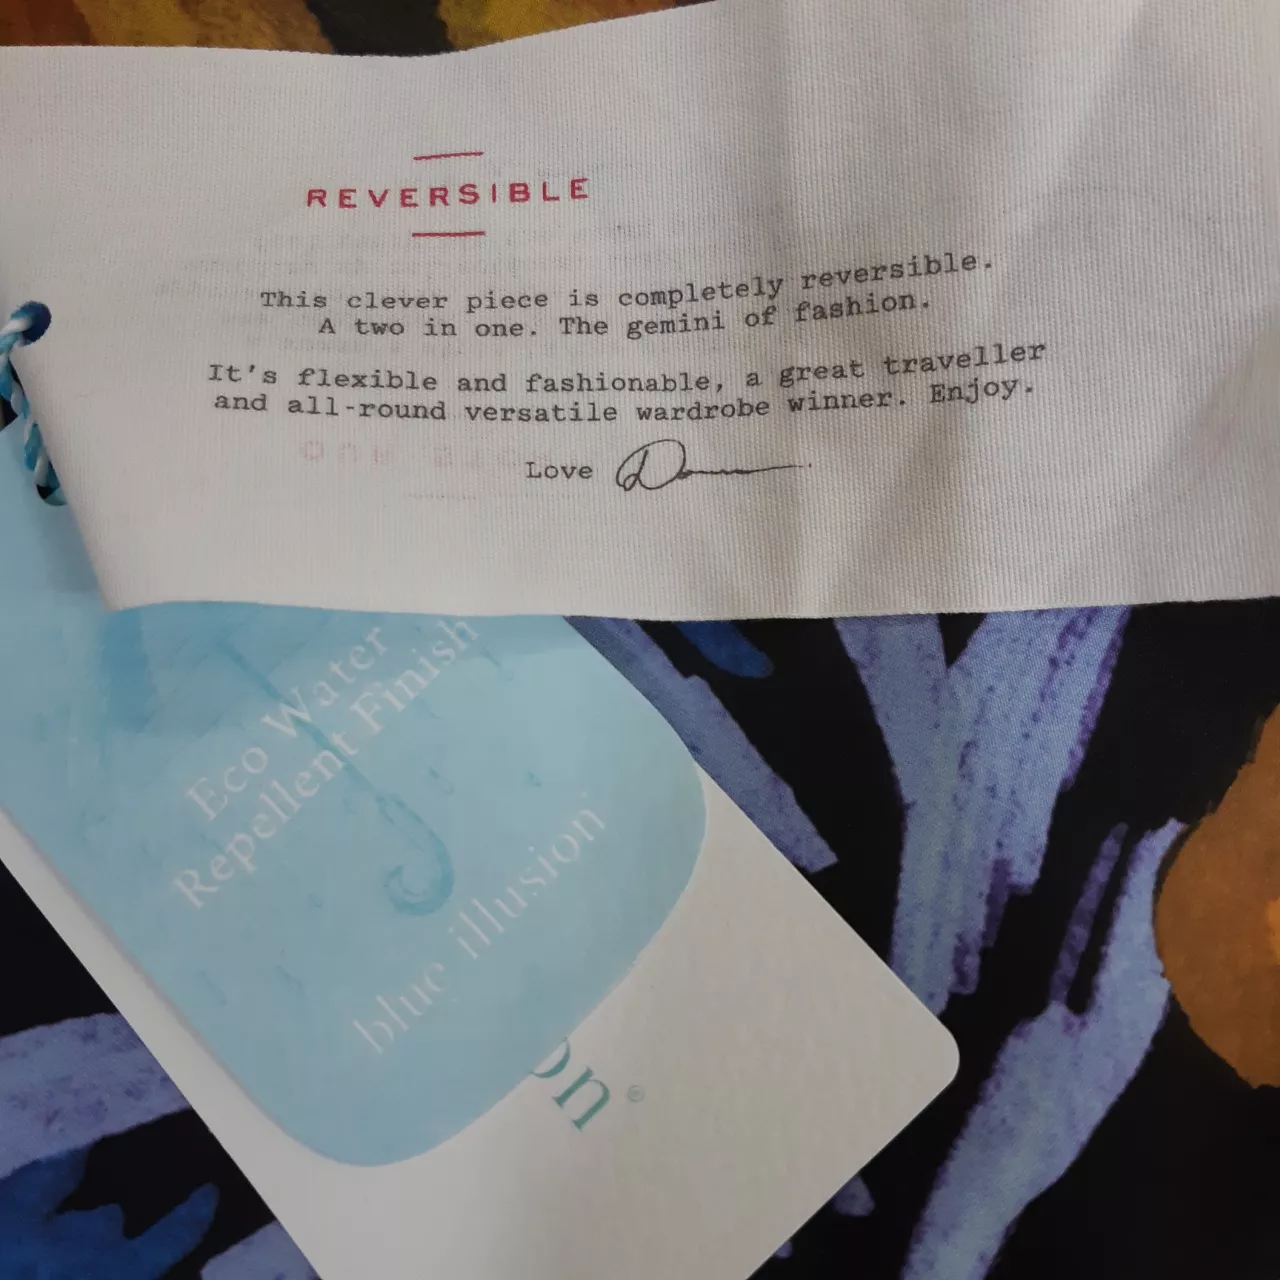 REVERSIBLE
This clever piece is completely reversible.
A two in one. The gemini of fashion.
It's flexible and fashionable, a great traveller
and all-round versatile wardrobe winner. Enjoy.
Love
Eco Water
Repellent Finish
blue illusion
on®